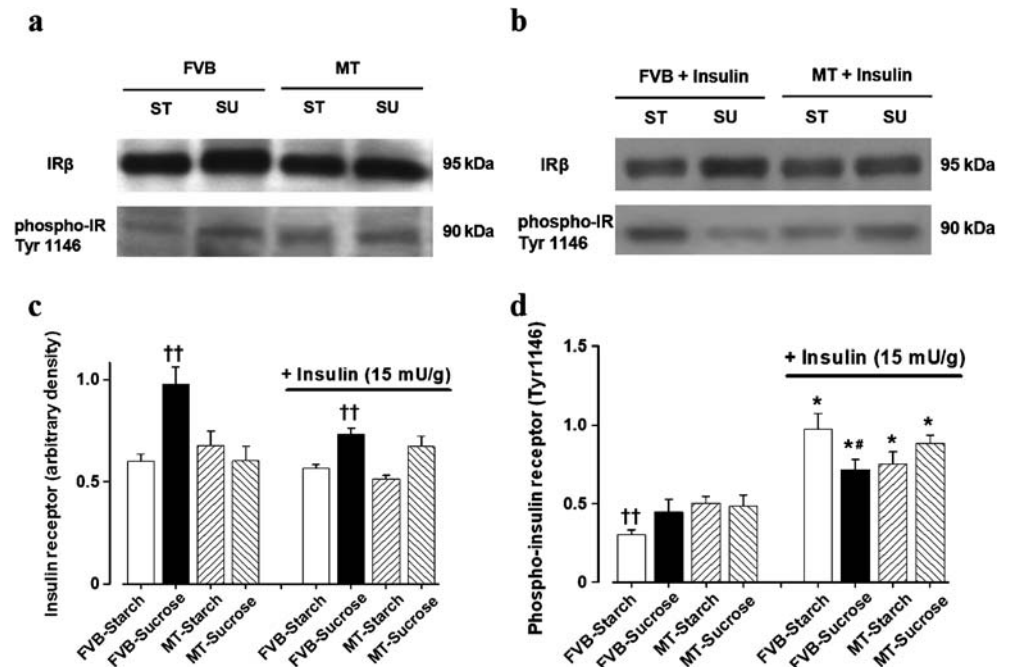 a
FVB MT
ST SU ST SU
IRβ 95 kDa
phospho-IR
Tyr 1146 90 kDa
b
FVB + Insulin MT + Insulin
ST SU ST SU
IRβ 95 kDa
phospho-IR
Tyr 1146 90 kDa
c
Insulin receptor (arbitrary density)
1.0
0.5
0
††
+ Insulin (15 mU/g)
††
FVB-Starch
FVB-Sucrose
MT-Starch
MT-Sucrose
FVB-Starch
FVB-Sucrose
MT-Starch
MT-Sucrose
d
Phospho-insulin receptor (Tyr1146)
1.5
1.0
0.5
0
+ Insulin (15 mU/g)
††
*
*#
*
*
FVB-Starch
FVB-Sucrose
MT-Starch
MT-Sucrose
FVB-Starch
FVB-Sucrose
MT-Starch
MT-Sucrose